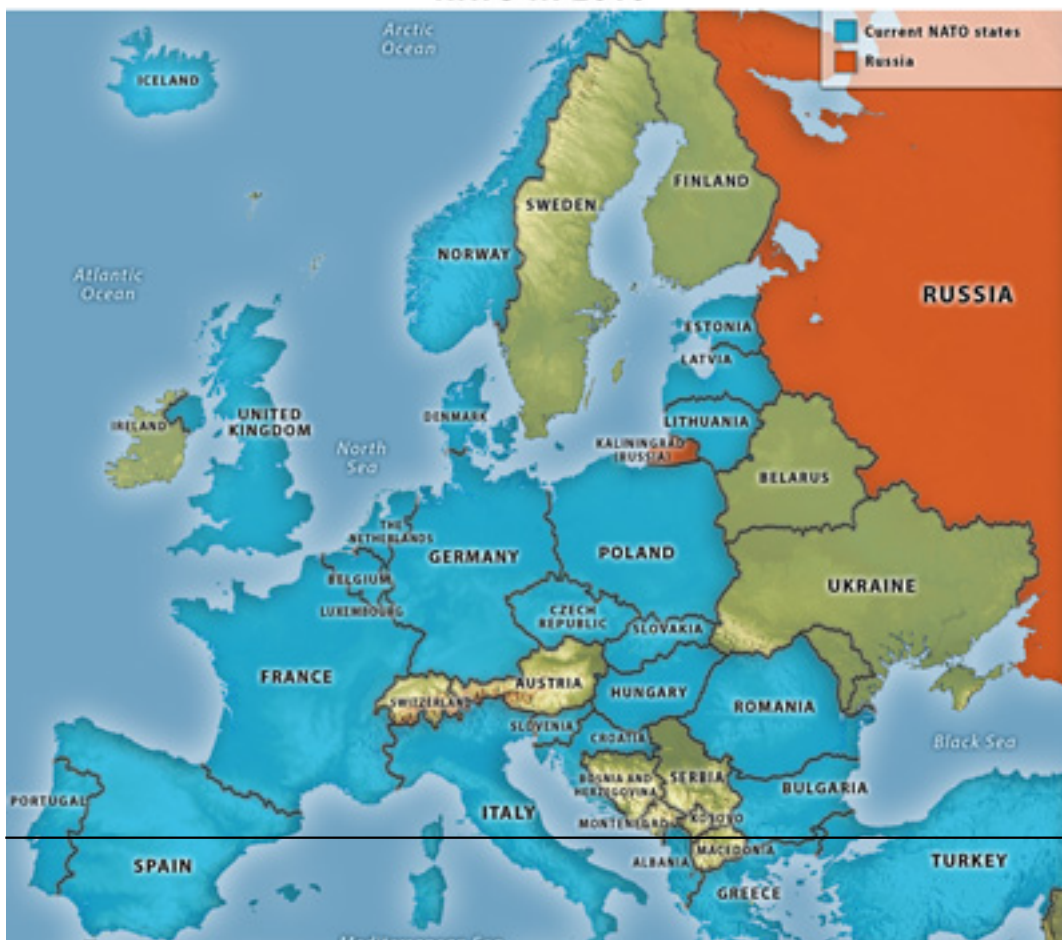 Current NATO states
Russia
Arctic
Ocean
ICELAND
FINLAND
SWEDEN
NORWAY
Atlantic
Ocean
RUSSIA
ESTONIA
LATVIA
LITHUANIA
KALININGRAD
(RUSSIA)
DENMARK
UNITED
KINGDOM
IRELAND
North
Sea
BELARUS
THE
NETHERLANDS
GERMANY
POLAND
BELGIUM
UKRAINE
LUXEMBOURG
CZECH
REPUBLIC
SLOVAKIA
FRANCE
AUSTRIA
SWITZERLAND
HUNGARY
ROMANIA
SLOVENIA
CROATIA
Black Sea
SERBIA
BOSNIA AND
HERZEGOVINA
BULGARIA
PORTUGAL
ITALY
MONTENEGRO
KOSOVO
MACEDONIA
ALBANIA
SPAIN
TURKEY
GREECE